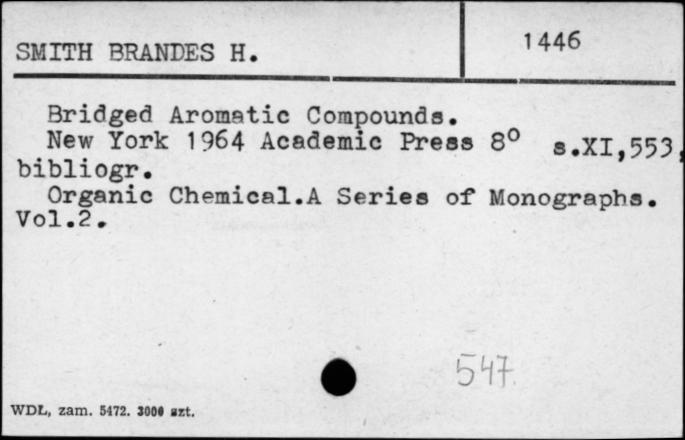 SMITH BRANDES H.
1446
Bridged Aromatic Compounds.
New York 1964 Academic Press 8° s.XI,553,
bibliogr.
Organic Chemical.A Series of Monographs.
Vol.2.
547.
WDL, zam. 5472. 3000 szt.